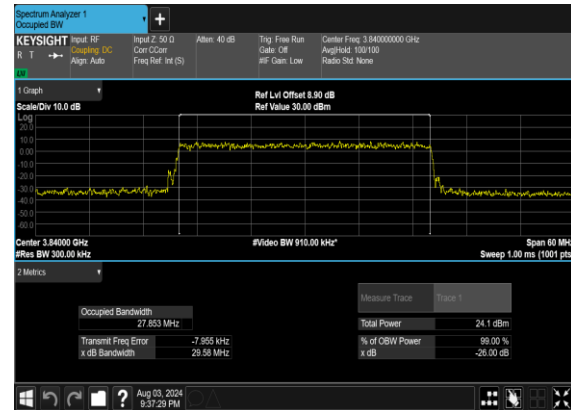 Spectrum Analyzer 1
Occupied BW
+
KEYSIGHT Input: RF Input Z: 50 Ω Atten: 40 dB Trig: Free Run Center Freq: 3.840000000 GHz
R T Coupling: DC Corr CCorr Gate: Off Avg|Hold: 100/100
Align: Auto Freq Ref: Int (S) #IF Gain: Low Radio Std: None
LXI
1 Graph
Ref Lvl Offset 8.90 dB
Scale/Div 10.0 dB Ref Value 30.00 dBm
Log
20.0
10.0
0.00
-10.0
-20.0
-30.0
-40.0
-50.0
-60.0
Center 3.84000 GHz #Video BW 910.00 kHz* Span 60 MHz
#Res BW 300.00 kHz Sweep 1.00 ms (1001 pts
2 Metrics
Measure Trace Trace 1
Occupied Bandwidth
27.853 MHz Total Power 24.1 dBm
Transmit Freq Error -7.955 kHz % of OBW Power 99.00 %
x dB Bandwidth 29.58 MHz x dB -26.00 dB
? Aug 03, 2024
9:37:29 PM